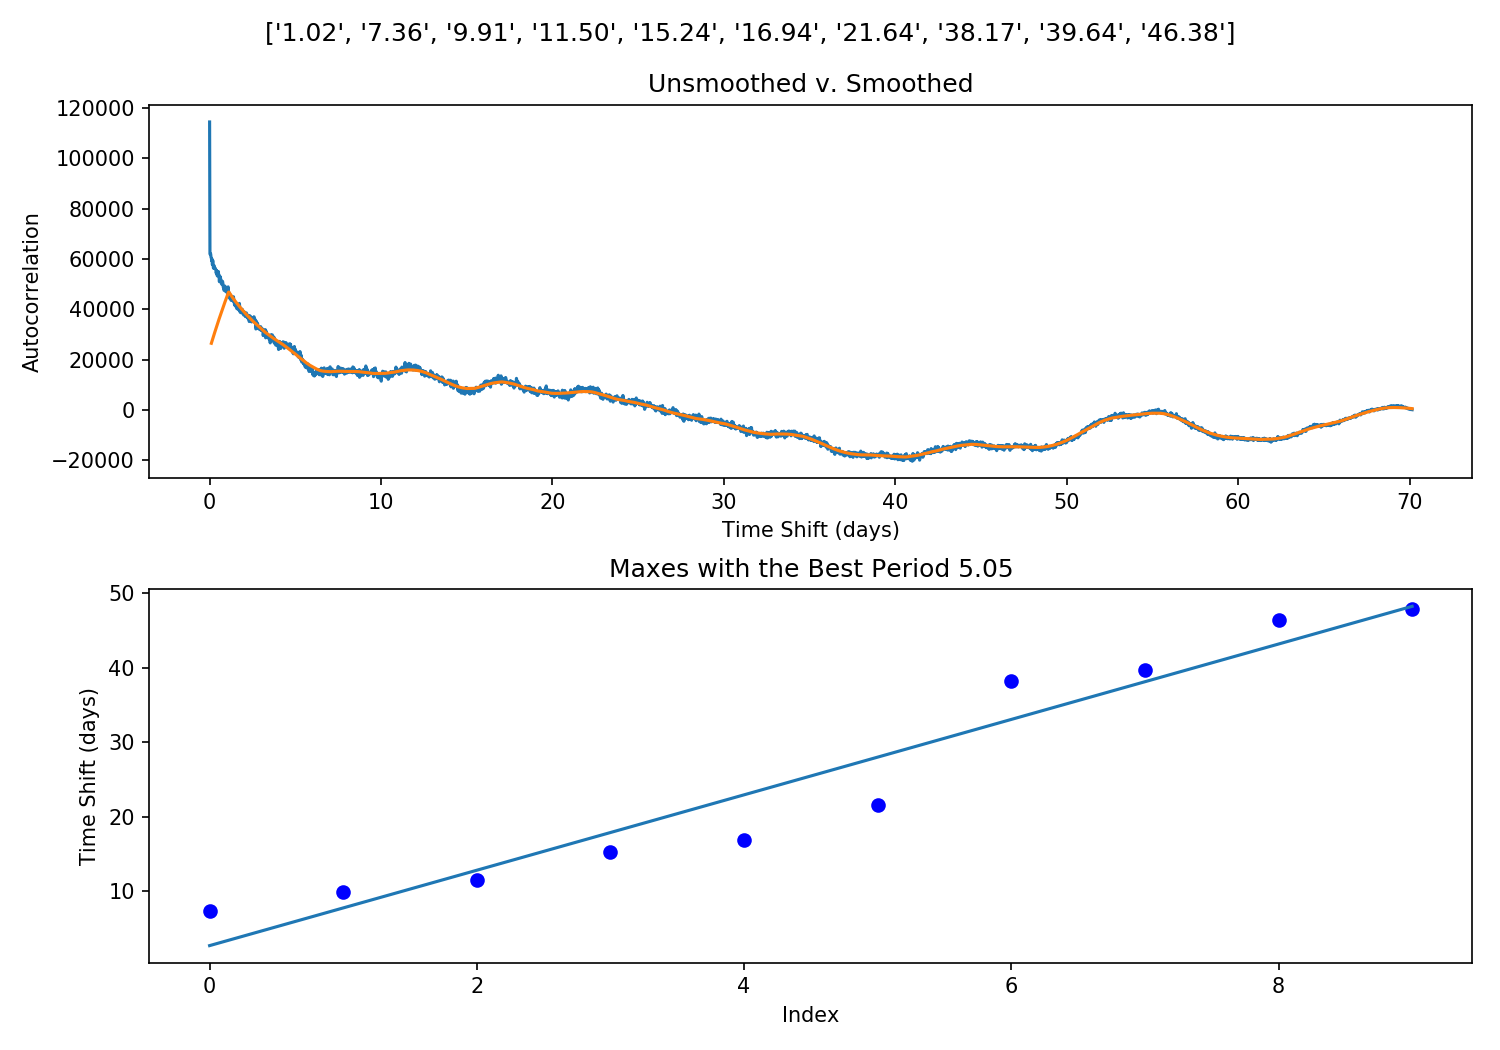 ['1.02', '7.36', '9.91', '11.50', '15.24', '16.94', '21.64', '38.17', '39.64', '46.38']
Unsmoothed v. Smoothed
120000
100000
80000
60000
40000
20000
0
−20000
Autocorrelation
0 10 20 30 40 50 60 70
Time Shift (days)
Maxes with the Best Period 5.05
50
40
30
20
10
Time Shift (days)
0 2 4 6 8
Index